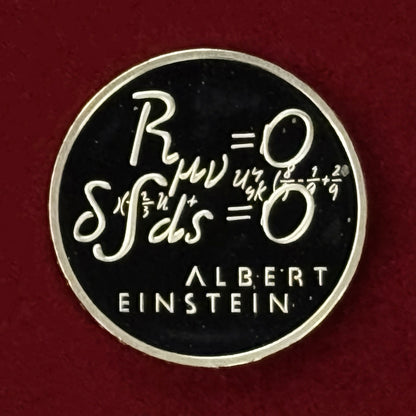 Rμν = 0
δ∫ds = 0
ALBERT
EINSTEIN